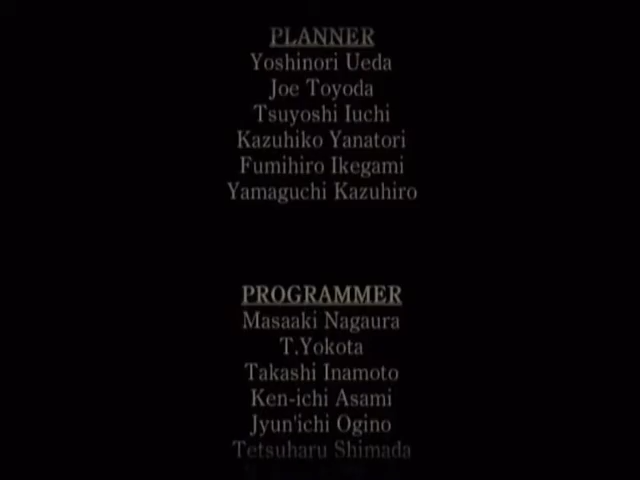 PLANNER
Yoshinori Ueda
Joe Toyoda
Tsuyoshi Iuchi
Kazuhiko Yanatori
Fumihiro Ikegami
Yamaguchi Kazuhiro
PROGRAMMER
Masaaki Nagaura
T.Yokota
Takashi Inamoto
Ken-ichi Asami
Jyun'ichi Ogino
Tetsuharu Shimada